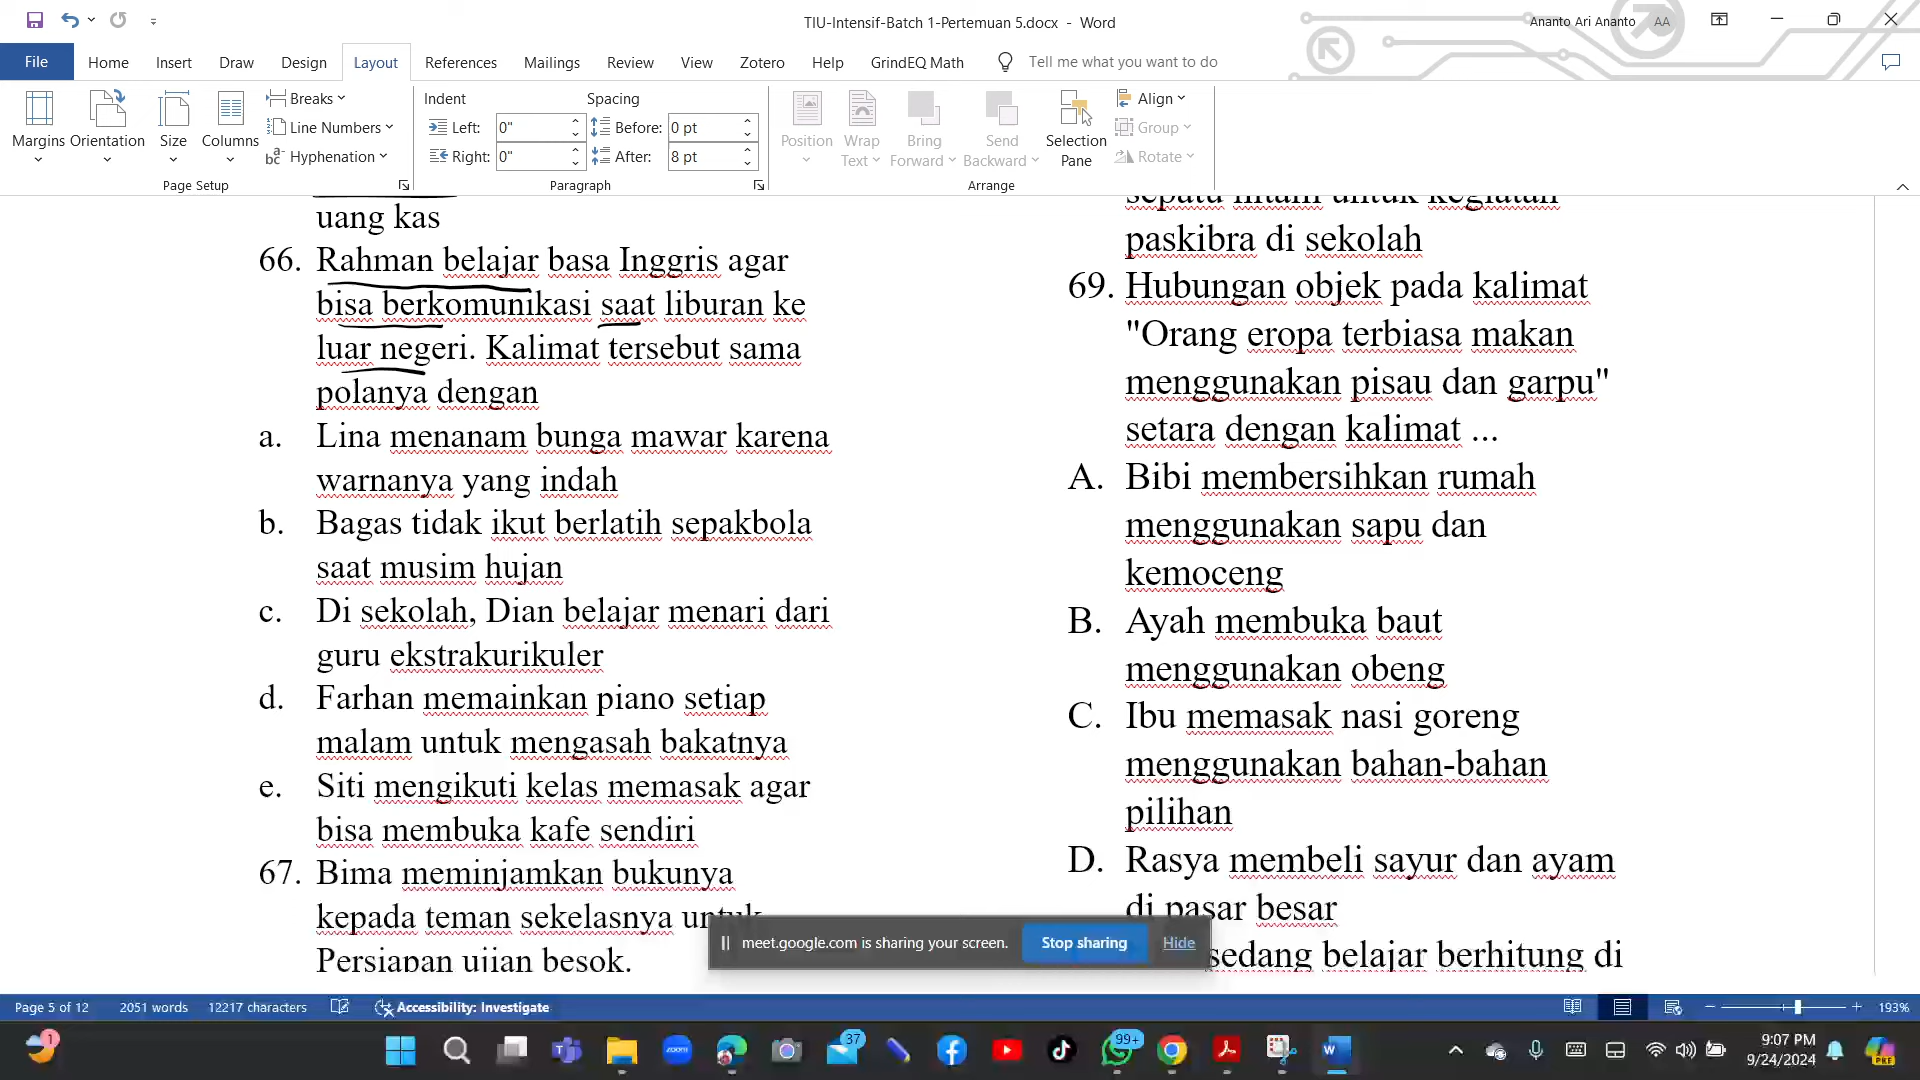 TIU-Intensif-Batch 1-Pertemuan 5.docx - Word
Ananto Ari Ananto
AA
File Home Insert Draw Design Layout References Mailings Review View Zotero Help GrindEQ Math Tell me what you want to do
Margins
Orientation
Size
Columns
Breaks
Line Numbers
Hyphenation
Page Setup
Indent
Left: 0"
Right: 0"
Spacing
Before: 0 pt
After: 8 pt
Paragraph
Position
Wrap Text
Bring Forward
Send Backward
Selection Pane
Align
Group
Rotate
Arrange
uang kas
66. Rahman belajar basa Inggris agar
bisa berkomunikasi saat liburan ke
luar negeri. Kalimat tersebut sama
polanya dengan
a. Lina menanam bunga mawar karena
warnanya yang indah
b. Bagas tidak ikut berlatih sepakbola
saat musim hujan
c. Di sekolah, Dian belajar menari dari
guru ekstrakurikuler
d. Farhan memainkan piano setiap
malam untuk mengasah bakatnya
e. Siti mengikuti kelas memasak agar
bisa membuka kafe sendiri
67. Bima meminjamkan bukunya
kepada teman sekelasnya untuk
Persiapan ujian besok.
sepatu hitam untuk kegiatan
paskibra di sekolah
69. Hubungan objek pada kalimat
"Orang eropa terbiasa makan
menggunakan pisau dan garpu"
setara dengan kalimat ...
A. Bibi membersihkan rumah
menggunakan sapu dan
kemoceng
B. Ayah membuka baut
menggunakan obeng
C. Ibu memasak nasi goreng
menggunakan bahan-bahan
pilihan
D. Rasya membeli sayur dan ayam
di pasar besar
sedang belajar berhitung di
meet.google.com is sharing your screen. Stop sharing Hide
Page 5 of 12 2051 words 12217 characters Accessibility: Investigate 193%
1
zoom
37
99+
W
9:07 PM
9/24/2024
PRE